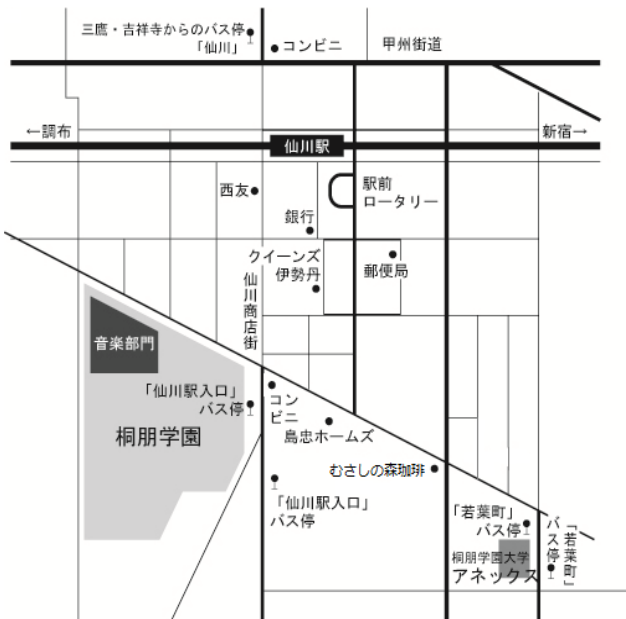 三鷹・吉祥寺からのバス停
「仙川」
コンビニ
甲州街道
←調布
新宿→
仙川駅
西友
駅前
ロータリー
銀行
クイーンズ
伊勢丹
郵便局
仙川商店街
音楽部門
「仙川駅入口」
バス停
コン
ビニ
桐朋学園
島忠ホームズ
むさしの森珈琲
「仙川駅入口」
バス停
「若葉町」
バス停
「若葉町」
バス停
桐朋学園大学
アネックス